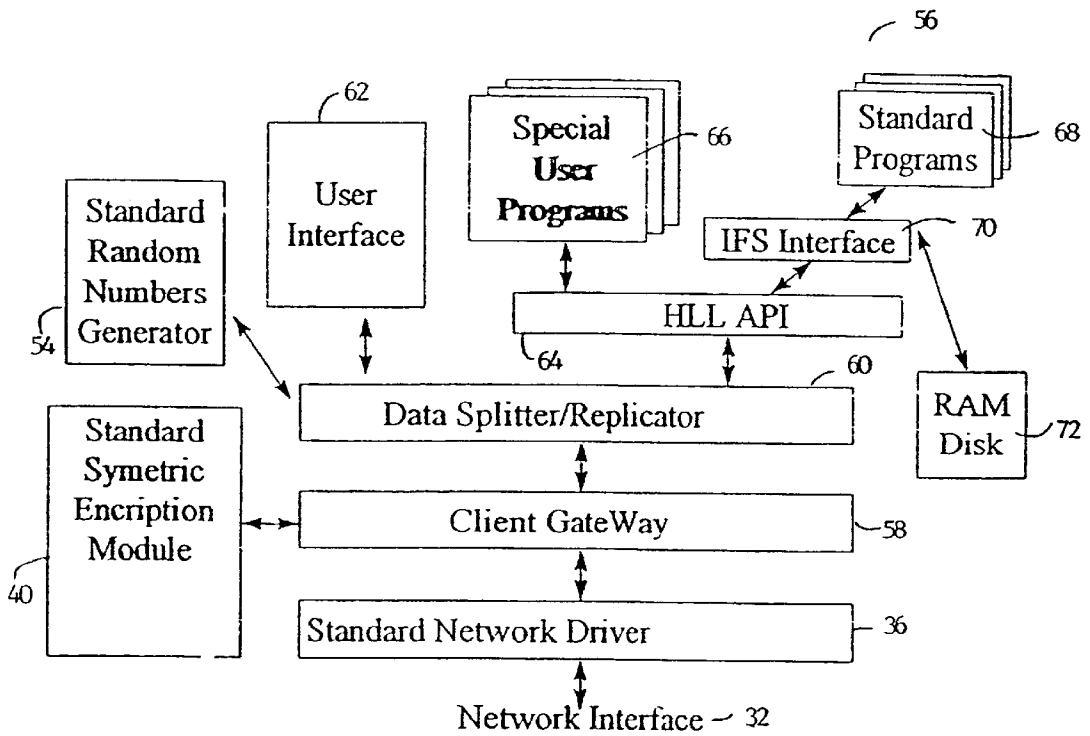 56
62
66
68
Special
User
Programs
Standard
Programs
User
Interface
Standard
Random
Numbers
Generator
54
IFS Interface
70
HLL API
64
60
Data Splitter/Replicator
RAM
Disk
72
Standard
Symetric
Encription
Module
40
Client GateWay
58
Standard Network Driver
36
Network Interface
32